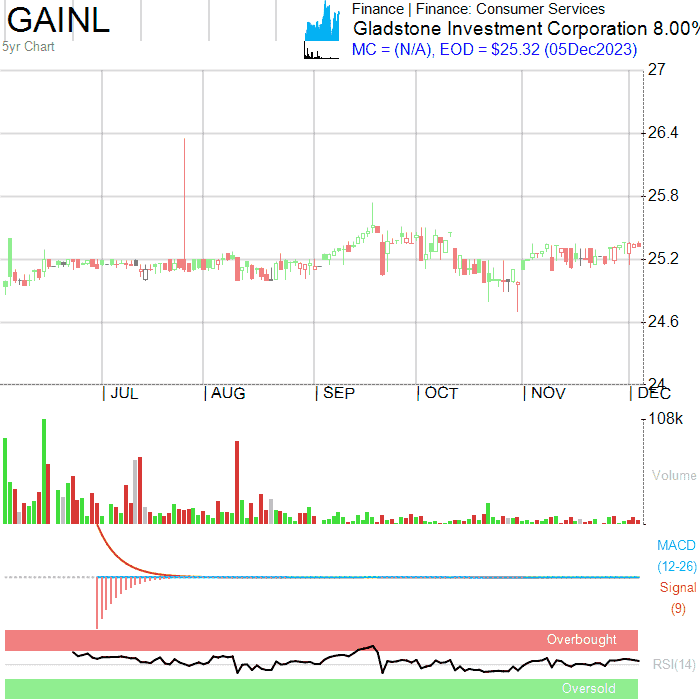 GAINL
5yr Chart
Finance | Finance: Consumer Services
Gladstone Investment Corporation 8.00%
MC = (N/A), EOD = $25.32 (05Dec2023)
27
26.4
25.8
25.2
24.6
24
JUL
AUG
SEP
OCT
NOV
DEC
108k
Volume
MACD
(12-26)
Signal
(9)
Overbought
RSI(14)
Oversold